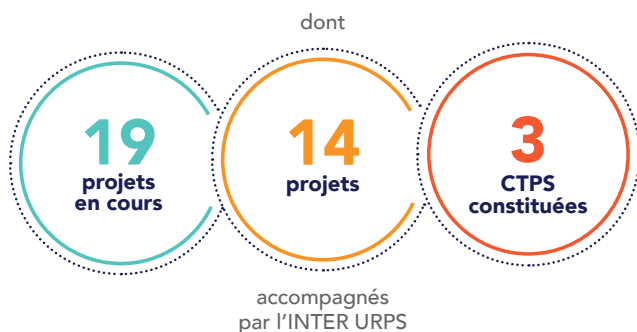 19
projets
en cours
dont
14
projets
accompagnés
par l'INTER URPS
3
CTPS
constituées